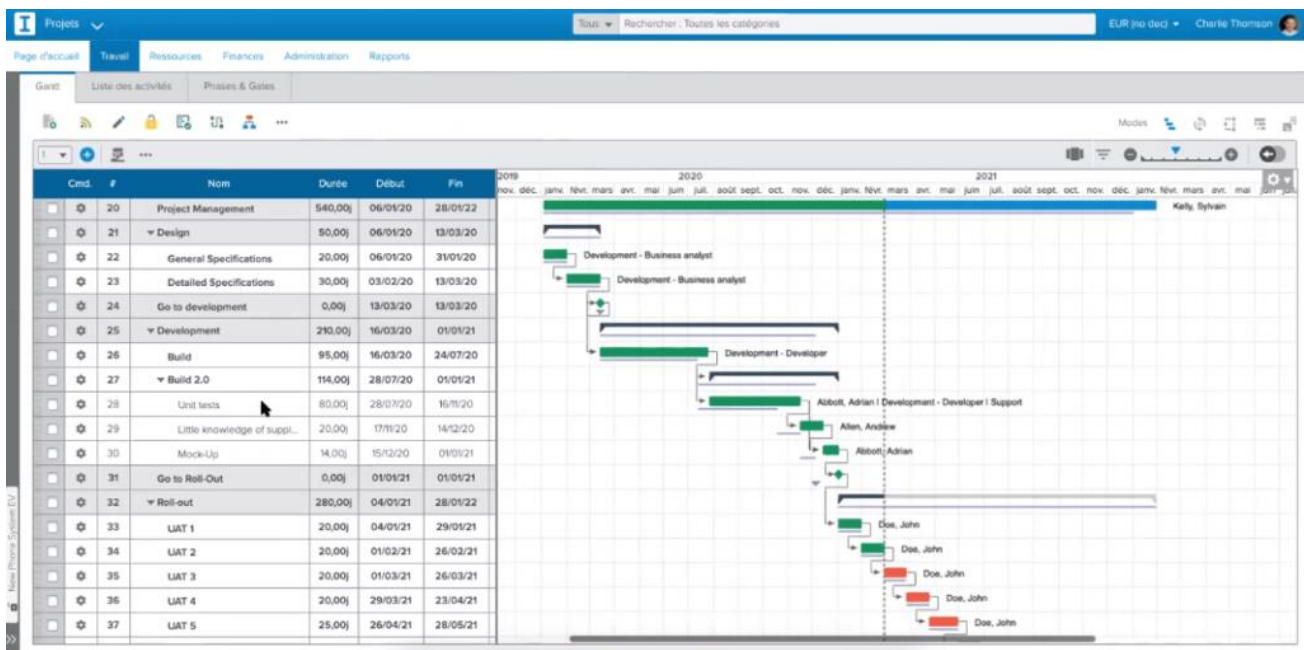 I Projets Tous Rechercher : Toutes les catégories EUR (no dec) Charlie Thomson
Page d'accueil Travail Ressources Finances Administration Rapports
Gantt Liste des activités Phases & Gates
Modes
1
Cmd. # Nom Durée Début Fin
2019 2020 2021
nov. déc. janv. févr. mars avr. mai juin juil. août sept. oct. nov. déc. janv. févr. mars avr. mai juin juil. août sept. oct. nov. déc. janv. févr. mars avr. mai juin
20 Project Management 540,00j 06/01/20 28/01/22 Kelly, Sylvain
21 Design 50,00j 06/01/20 13/03/20
22 General Specifications 20,00j 06/01/20 31/01/20 Development - Business analyst
23 Detailed Specifications 30,00j 03/02/20 13/03/20 Development - Business analyst
24 Go to development 0,00j 13/03/20 13/03/20
25 Development 210,00j 16/03/20 01/01/21
26 Build 95,00j 16/03/20 24/07/20 Development - Developer
27 Build 2.0 114,00j 28/07/20 01/01/21
28 Unit tests 80,00j 28/07/20 16/11/20 Abbott, Adrian | Development - Developer | Support
29 Little knowledge of suppl... 20,00j 17/11/20 14/12/20 Allen, Andrew
30 Mock-Up 14,00j 15/12/20 01/01/21 Abbott, Adrian
31 Go to Roll-Out 0,00j 01/01/21 01/01/21
32 Roll-out 280,00j 04/01/21 28/01/22
33 UAT 1 20,00j 04/01/21 29/01/21 Doe, John
34 UAT 2 20,00j 01/02/21 26/02/21 Doe, John
35 UAT 3 20,00j 01/03/21 26/03/21 Doe, John
36 UAT 4 20,00j 29/03/21 23/04/21 Doe, John
37 UAT 5 25,00j 26/04/21 28/05/21 Doe, John
New Phone System EV